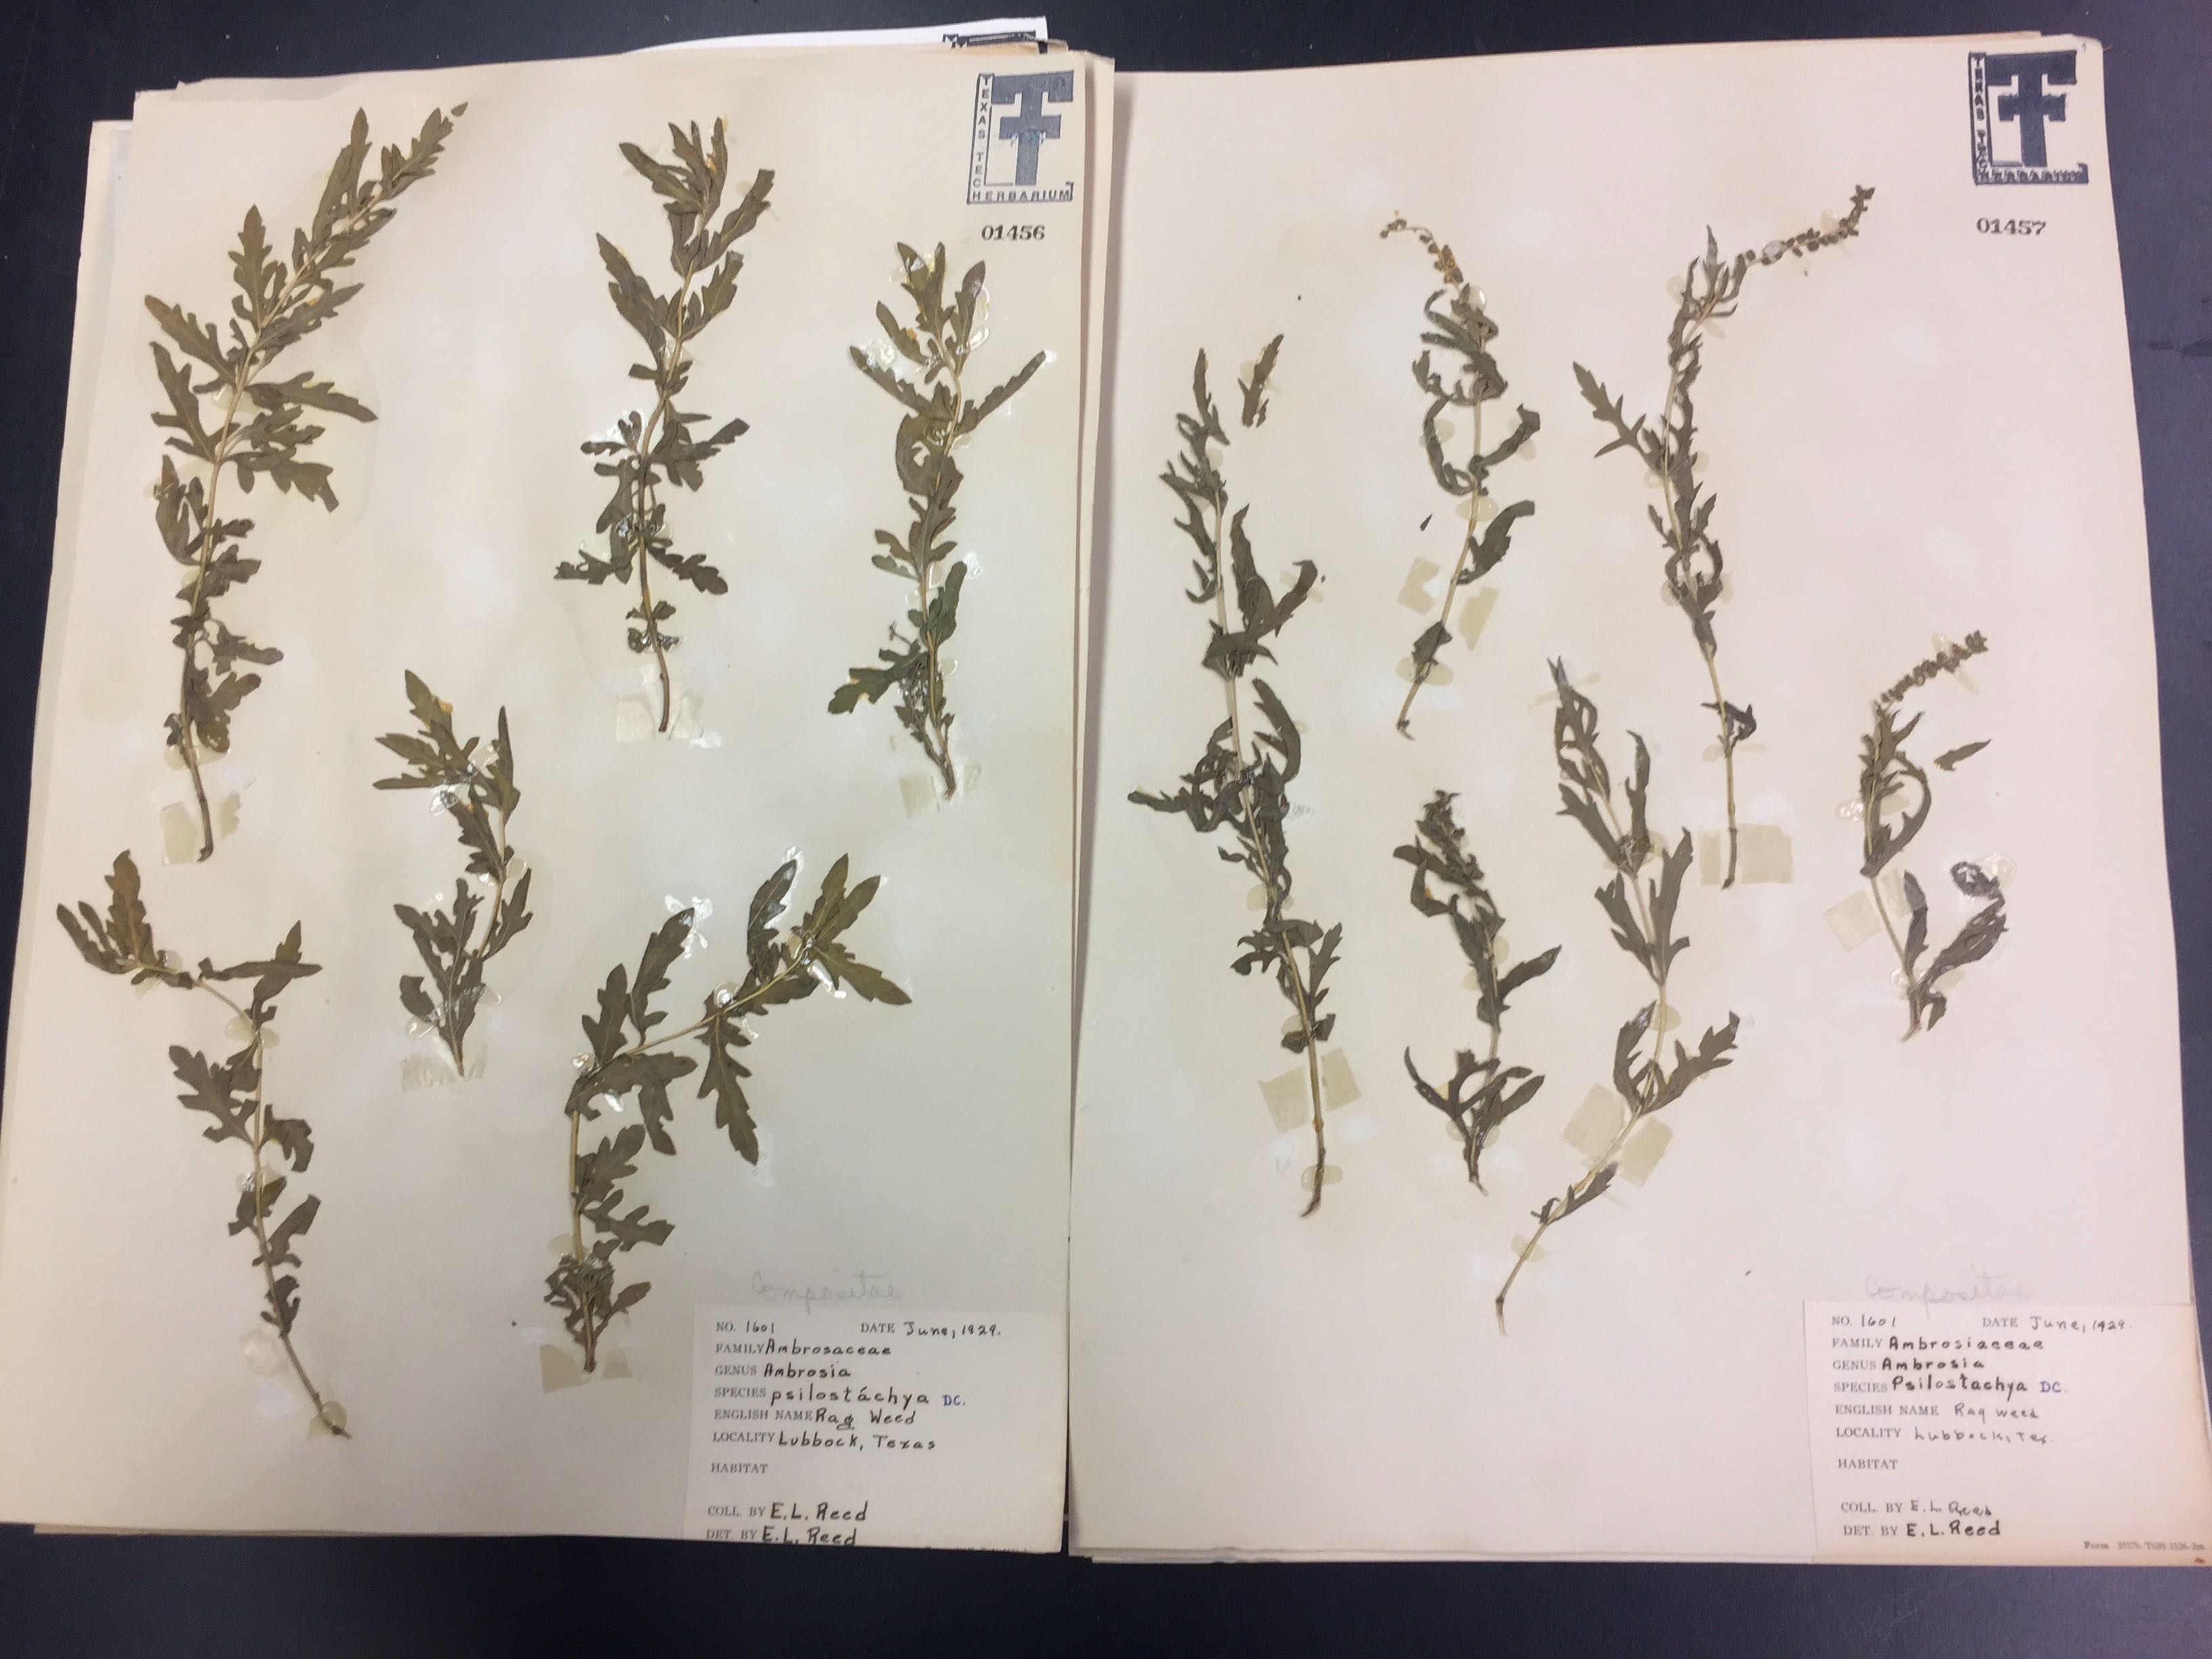 TEXAS TECH
HERBARIUM
01456
Compositae
NO. 1601 DATE June, 1929.
FAMILY Ambrosaceae
GENUS Ambrosia
SPECIES psilostáchya DC.
ENGLISH NAME Rag Weed
LOCALITY Lubbock, Texas
HABITAT
COLL. BY E.L. Reed
DET. BY E.L. Reed
TEXAS TECH
HERBARIUM
01457
Compositae
NO. 1601 DATE June, 1929.
FAMILY Ambrosiaceae
GENUS Ambrosia
SPECIES Psilostachya DC.
ENGLISH NAME Rag weed
LOCALITY Lubbock, Tex.
HABITAT
COLL. BY E.L. Reed
DET. BY E.L. Reed
Form